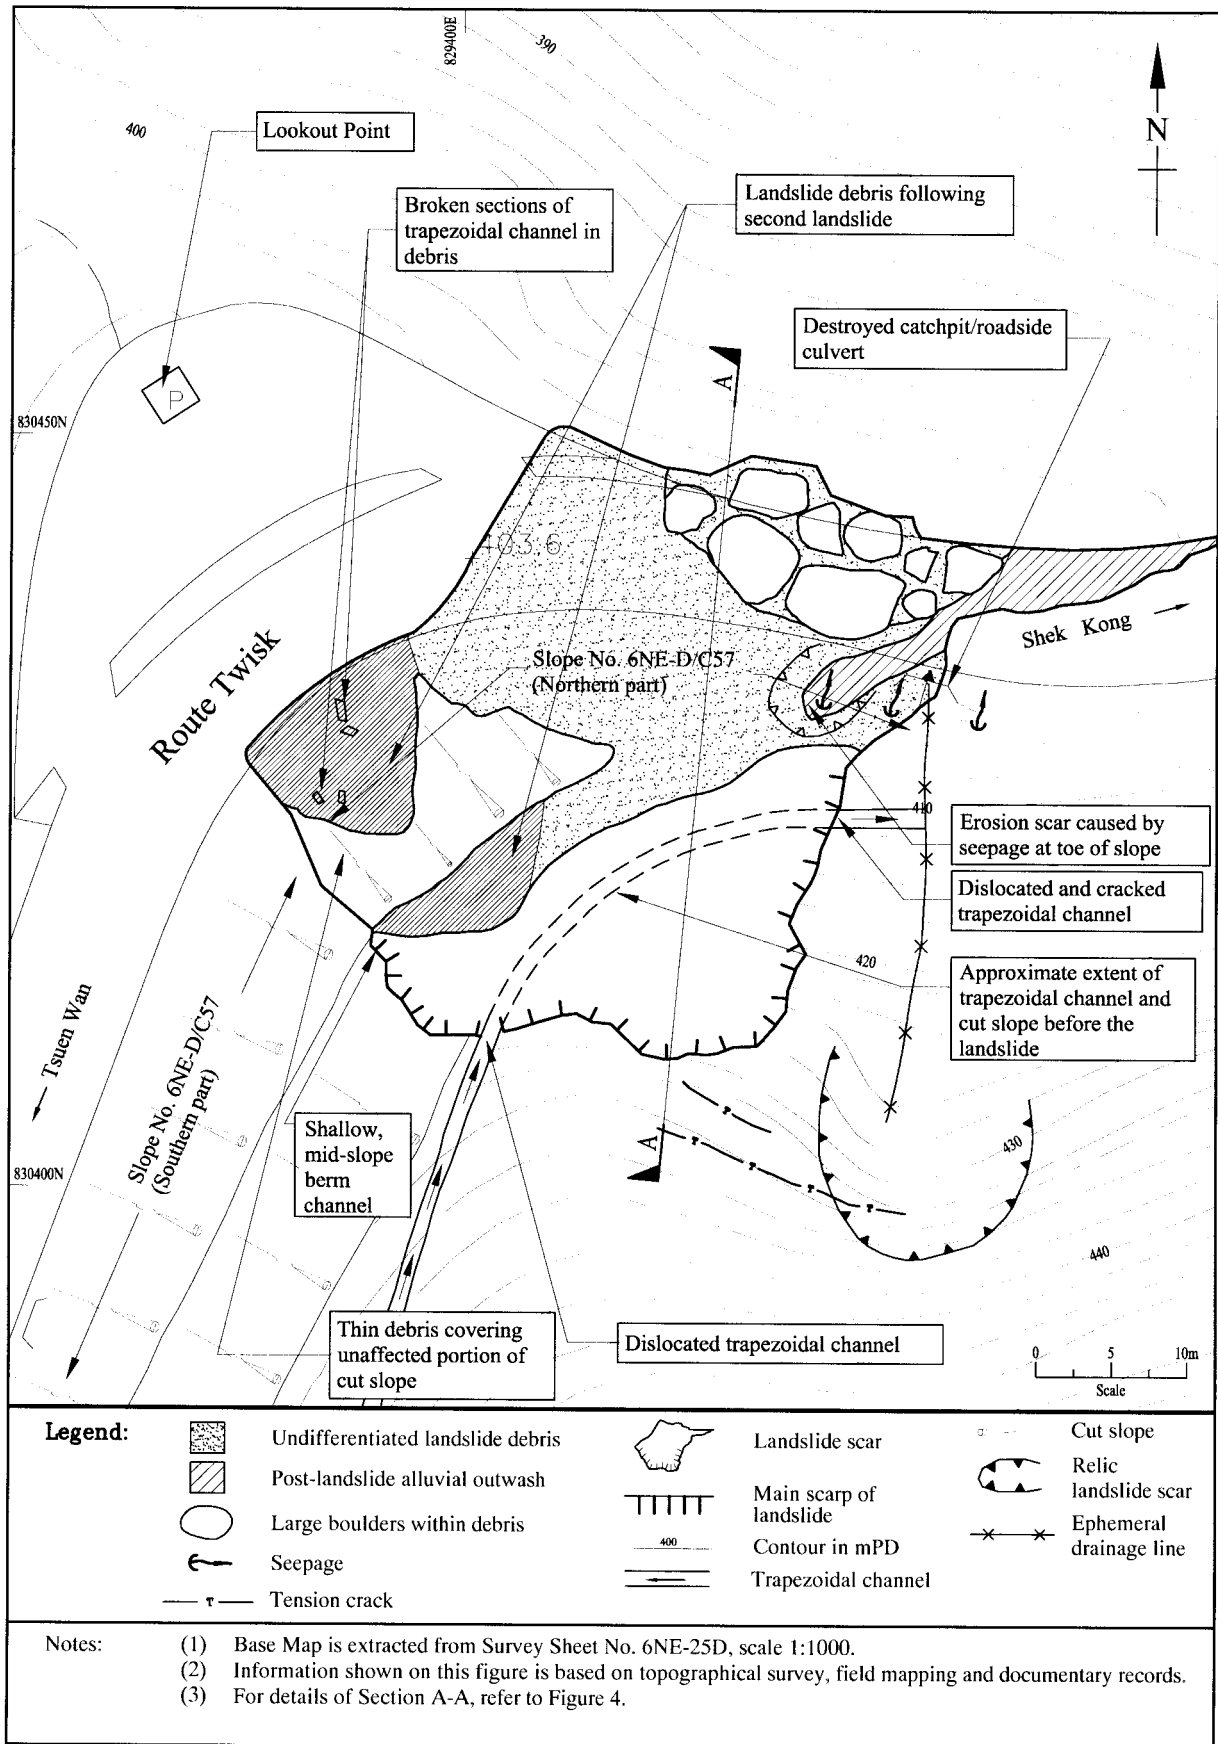 829400E
390
400
Lookout Point
N
Broken sections of
trapezoidal channel in
debris
Landslide debris following
second landslide
Destroyed catchpit/roadside
culvert
A
P
830450N
403.6
Shek Kong
Slope No. 6NE-D/C57
(Northern part)
Route Twisk
410
Erosion scar caused by
seepage at toe of slope
Dislocated and cracked
trapezoidal channel
420
Approximate extent of
trapezoidal channel and
cut slope before the
landslide
Tsuen Wan
Slope No. 6NE-D/C57
(Southern part)
Shallow,
mid-slope
berm
channel
A
830400N
430
440
T
T
T
T
Thin debris covering
unaffected portion of
cut slope
Dislocated trapezoidal channel
0 5 10m
Scale
Legend:
Undifferentiated landslide debris
Post-landslide alluvial outwash
Large boulders within debris
Seepage
T
Tension crack
Landslide scar
Main scarp of
landslide
400
Contour in mPD
Trapezoidal channel
Cut slope
Relic
landslide scar
Ephemeral
drainage line
Notes:
(1) Base Map is extracted from Survey Sheet No. 6NE-25D, scale 1:1000.
(2) Information shown on this figure is based on topographical survey, field mapping and documentary records.
(3) For details of Section A-A, refer to Figure 4.